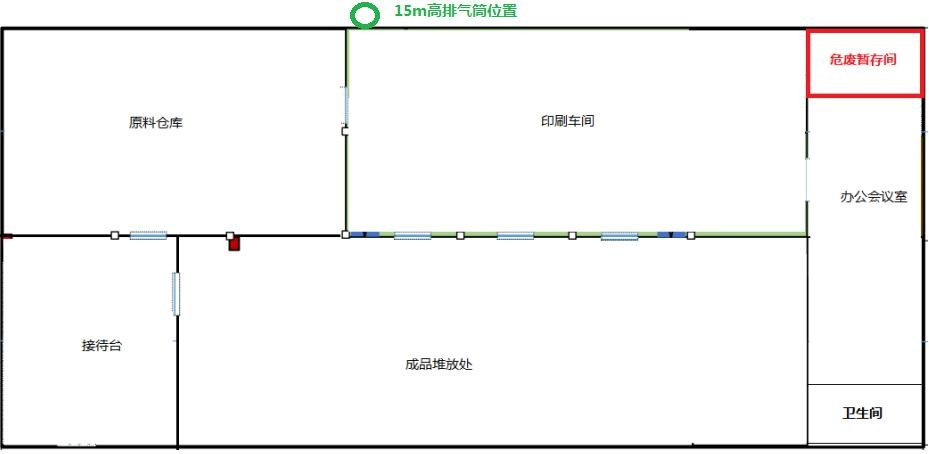 15m高排气筒位置
危废暂存间
原料仓库
印刷车间
办公会议室
接待台
成品堆放处
卫生间